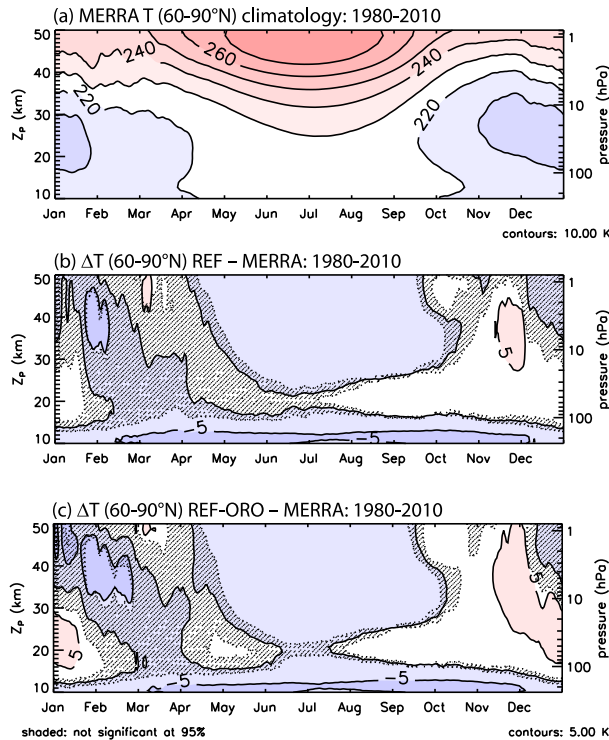 (a) MERRA T (60-90°N) climatology: 1980-2010
50
40
30
20
10
Zp (km)
240
260
240
220
220
1
10
100
pressure (hPa)
Jan Feb Mar Apr May Jun Jul Aug Sep Oct Nov Dec
contours: 10.00 K
(b) ΔT (60-90°N) REF – MERRA: 1980-2010
50
40
30
20
10
Zp (km)
5
-5
-5
1
10
100
pressure (hPa)
Jan Feb Mar Apr May Jun Jul Aug Sep Oct Nov Dec
(c) ΔT (60-90°N) REF-ORO – MERRA: 1980-2010
50
40
30
20
10
Zp (km)
5
5
-5
-5
1
10
100
pressure (hPa)
Jan Feb Mar Apr May Jun Jul Aug Sep Oct Nov Dec
shaded: not significant at 95%
contours: 5.00 K